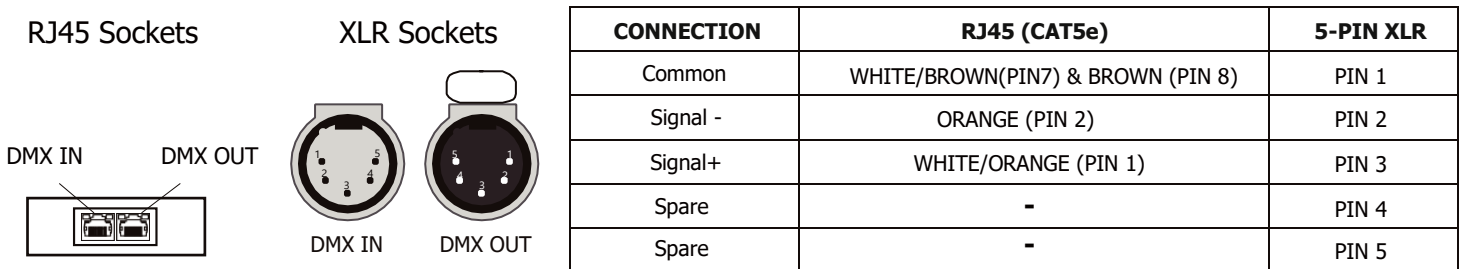 RJ45 Sockets
XLR Sockets
DMX IN
DMX OUT
1 5
2 4
3
DMX IN
5 1
4 2
3
DMX OUT
CONNECTION RJ45 (CAT5e) 5-PIN XLR
Common WHITE/BROWN(PIN7) & BROWN (PIN 8) PIN 1
Signal - ORANGE (PIN 2) PIN 2
Signal+ WHITE/ORANGE (PIN 1) PIN 3
Spare - PIN 4
Spare - PIN 5